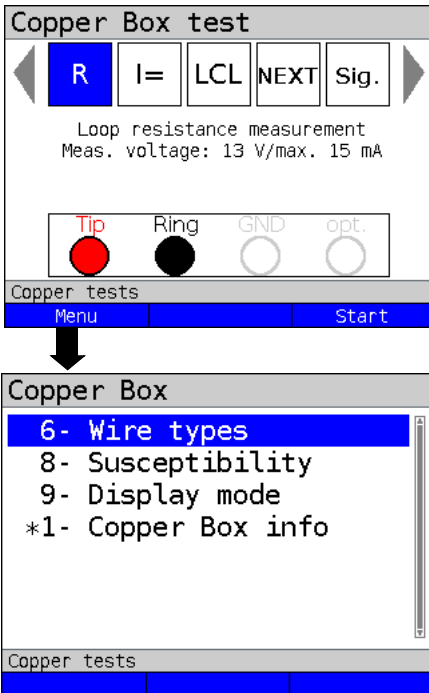 Copper Box test
R I= LCL NEXT Sig.
Loop resistance measurement
Meas. voltage: 13 V/max. 15 mA
Tip Ring GND opt.
Copper tests
Menu Start
Copper Box
6- Wire types
8- Susceptibility
9- Display mode
*1- Copper Box info
Copper tests